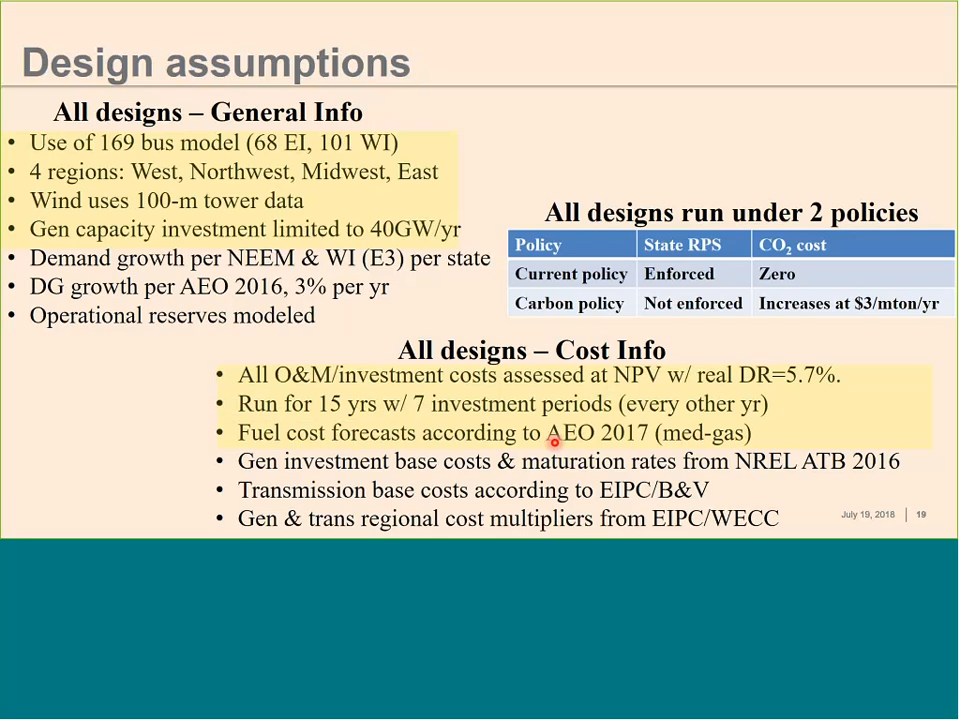 Design assumptions
All designs – General Info
• Use of 169 bus model (68 EI, 101 WI)
• 4 regions: West, Northwest, Midwest, East
• Wind uses 100-m tower data
• Gen capacity investment limited to 40GW/yr
• Demand growth per NEEM & WI (E3) per state
• DG growth per AEO 2016, 3% per yr
• Operational reserves modeled
All designs run under 2 policies
Policy State RPS CO₂ cost
Current policy Enforced Zero
Carbon policy Not enforced Increases at $3/mton/yr
All designs – Cost Info
• All O&M/investment costs assessed at NPV w/ real DR=5.7%.
• Run for 15 yrs w/ 7 investment periods (every other yr)
• Fuel cost forecasts according to AEO 2017 (med-gas)
• Gen investment base costs & maturation rates from NREL ATB 2016
• Transmission base costs according to EIPC/B&V
• Gen & trans regional cost multipliers from EIPC/WECC
July 19, 2018 | 19